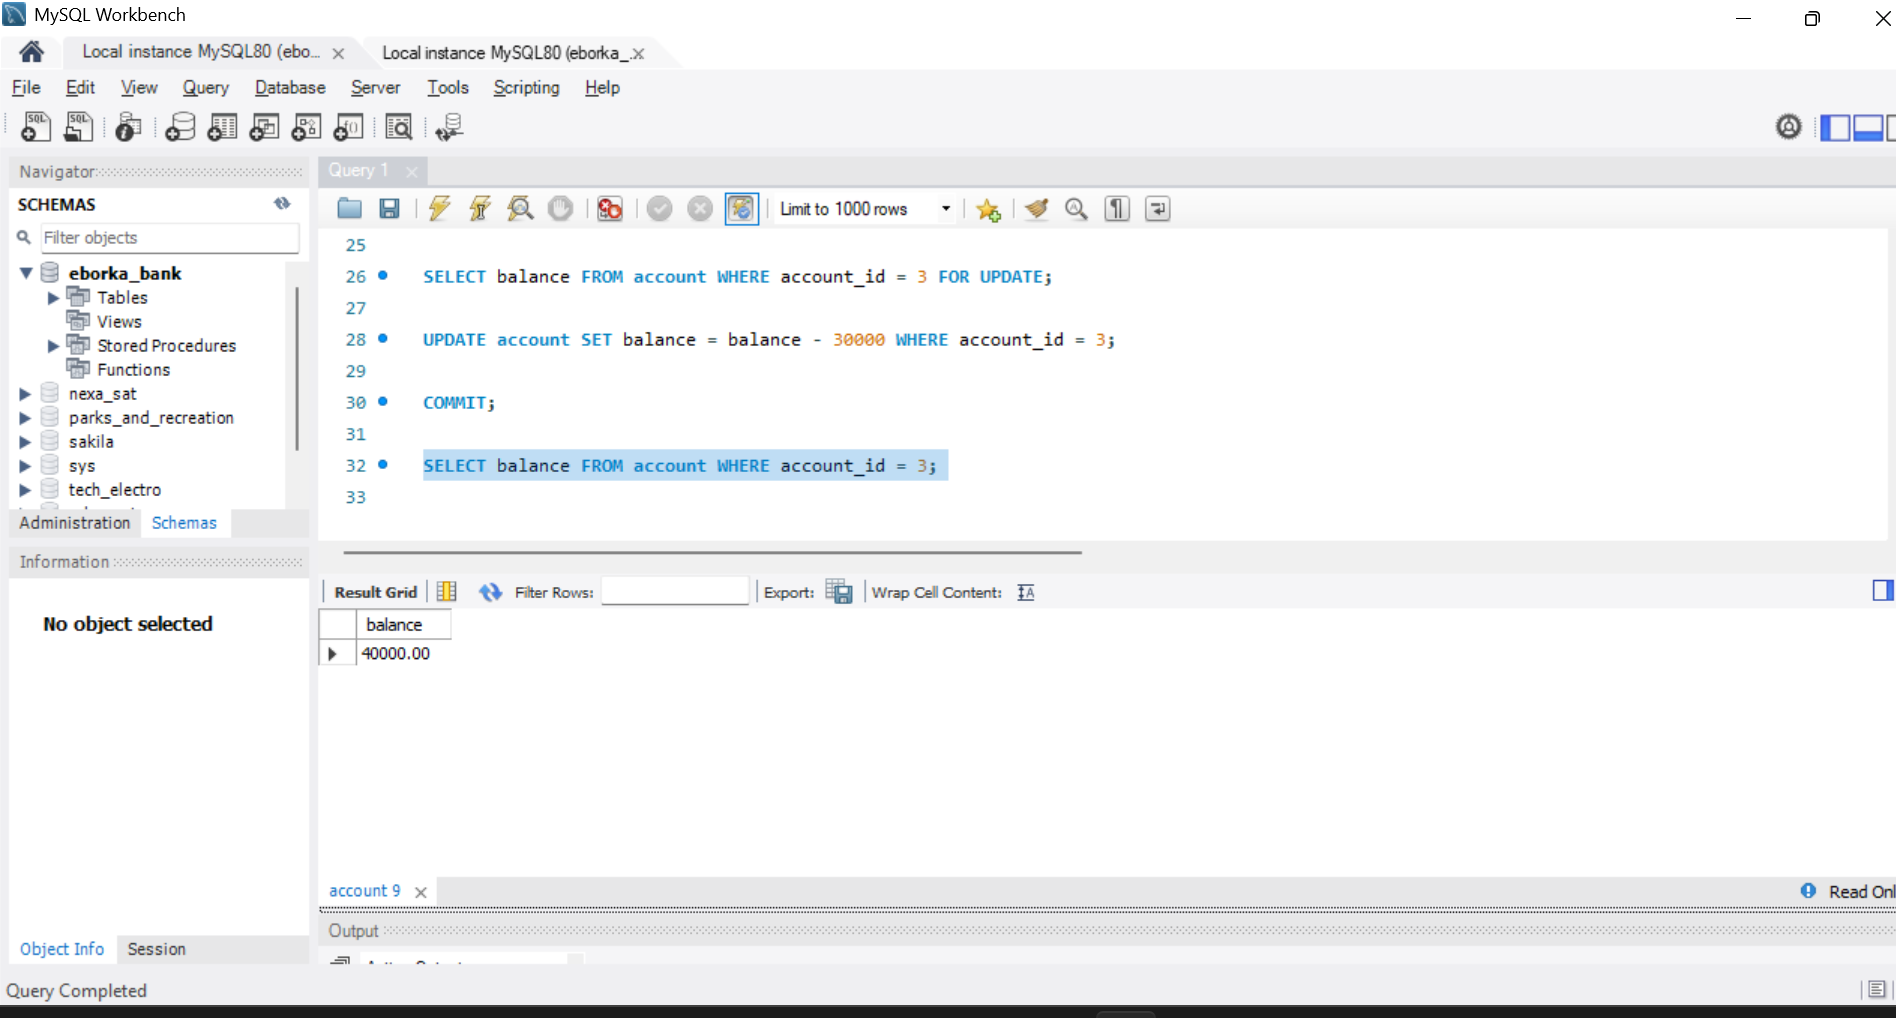 MySQL Workbench
Local instance MySQL80 (ebo...
Local instance MySQL80 (eborka_...
File Edit View Query Database Server Tools Scripting Help
Navigator
SCHEMAS
Filter objects
eborka_bank
Tables
Views
Stored Procedures
Functions
nexa_sat
parks_and_recreation
sakila
sys
tech_electro
Administration Schemas
Information
No object selected
Object Info Session
Query 1
Limit to 1000 rows
25
26 SELECT balance FROM account WHERE account_id = 3 FOR UPDATE;
27
28 UPDATE account SET balance = balance - 30000 WHERE account_id = 3;
29
30 COMMIT;
31
32 SELECT balance FROM account WHERE account_id = 3;
33
Result Grid Filter Rows: Export: Wrap Cell Content:
balance
40000.00
account 9
Read Onl
Output
Query Completed